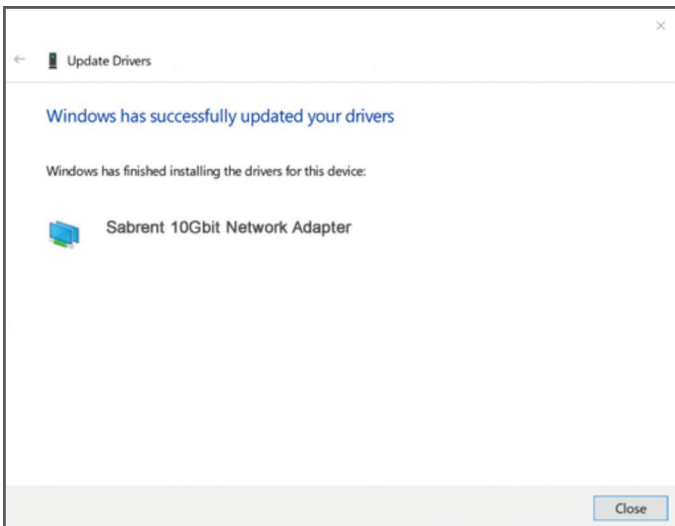 Update Drivers
Windows has successfully updated your drivers
Windows has finished installing the drivers for this device:
Sabrent 10Gbit Network Adapter
Close